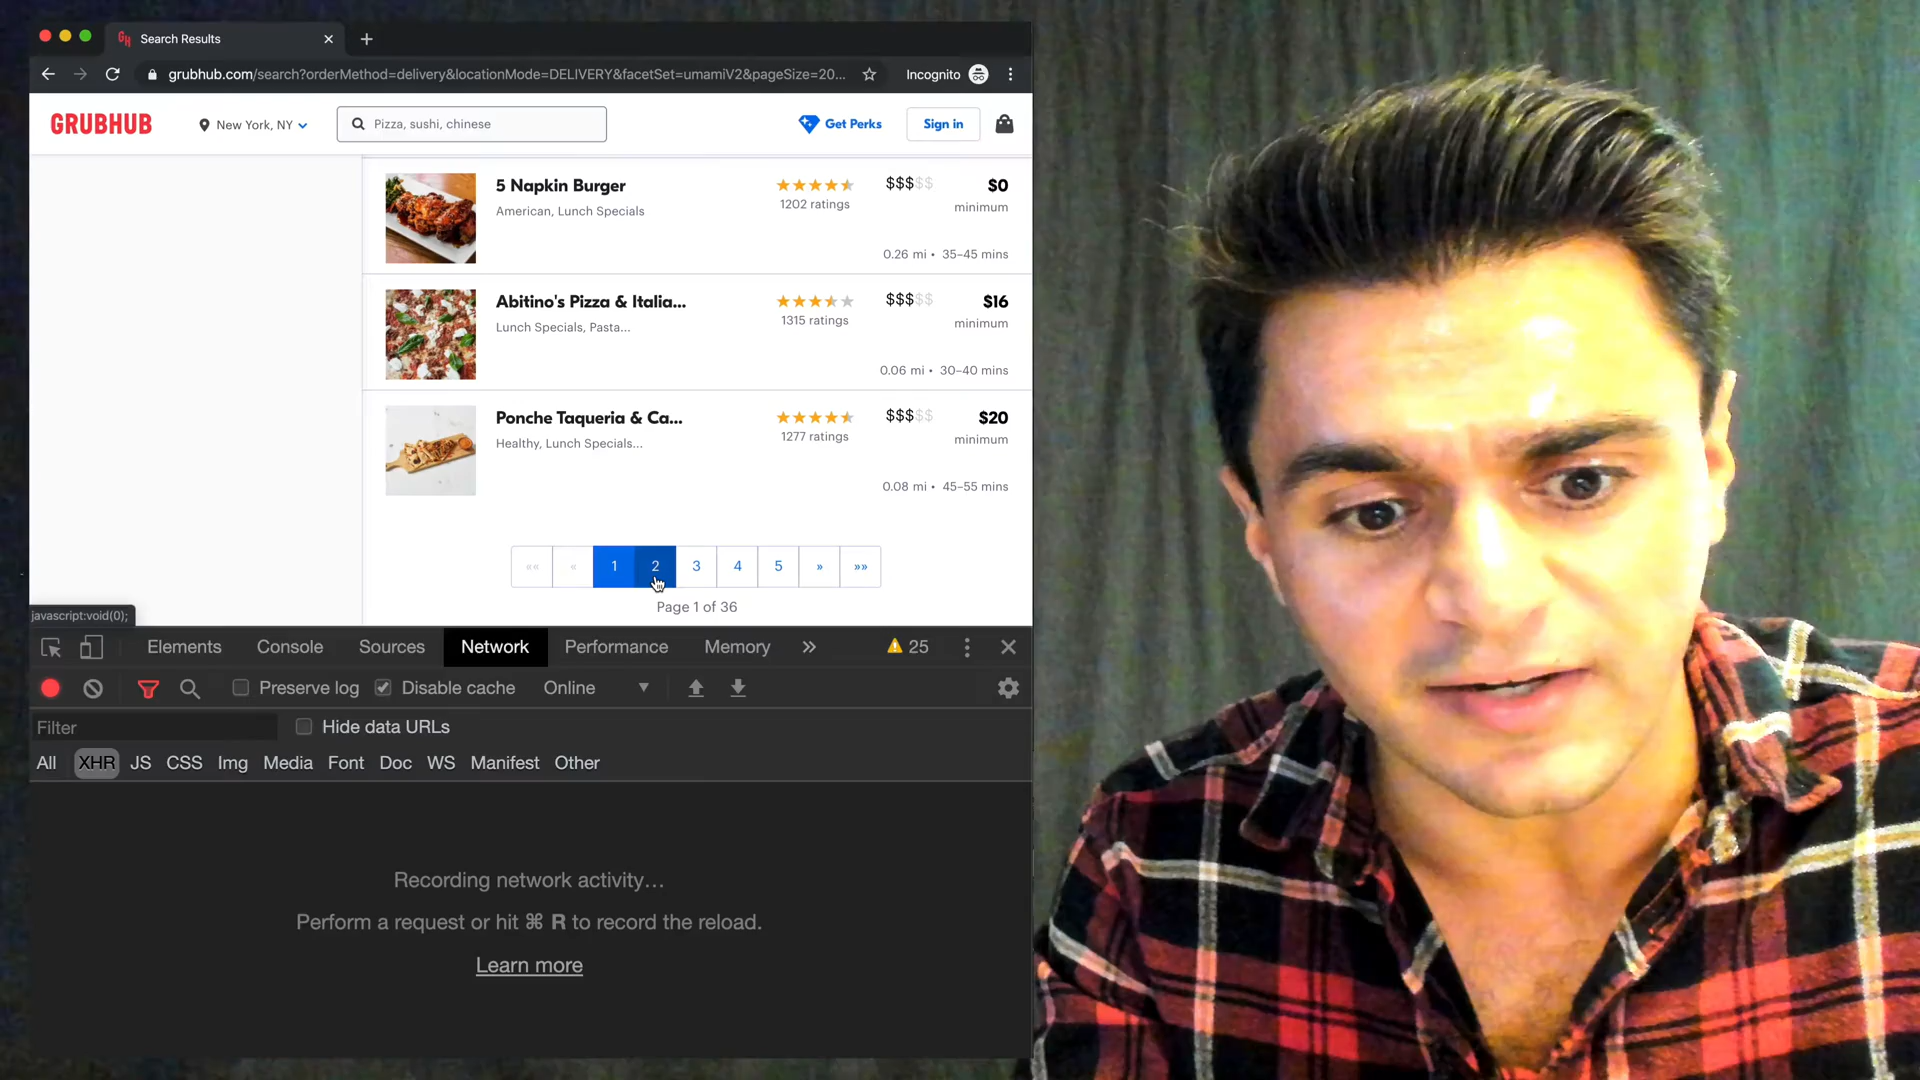 GH Search Results
grubhub.com/search?orderMethod=delivery&locationMode=DELIVERY&facetSet=umamiV2&pageSize=20...
Incognito
GRUBHUB
New York, NY
Pizza, sushi, chinese
Get Perks
Sign in
5 Napkin Burger
1202 ratings
$$$$$
$0
minimum
American, Lunch Specials
0.26 mi • 35–45 mins
Abitino's Pizza & Italia...
1315 ratings
$$$$$
$16
minimum
Lunch Specials, Pasta...
0.06 mi • 30–40 mins
Ponche Taqueria & Ca...
1277 ratings
$$$$$
$20
minimum
Healthy, Lunch Specials...
0.08 mi • 45–55 mins
«« « 1 2 3 4 5 » »»
Page 1 of 36
javascript:void(0);
Elements Console Sources Network Performance Memory » 25
Preserve log Disable cache Online
Filter Hide data URLs
All XHR JS CSS Img Media Font Doc WS Manifest Other
Recording network activity…
Perform a request or hit ⌘ R to record the reload.
Learn more